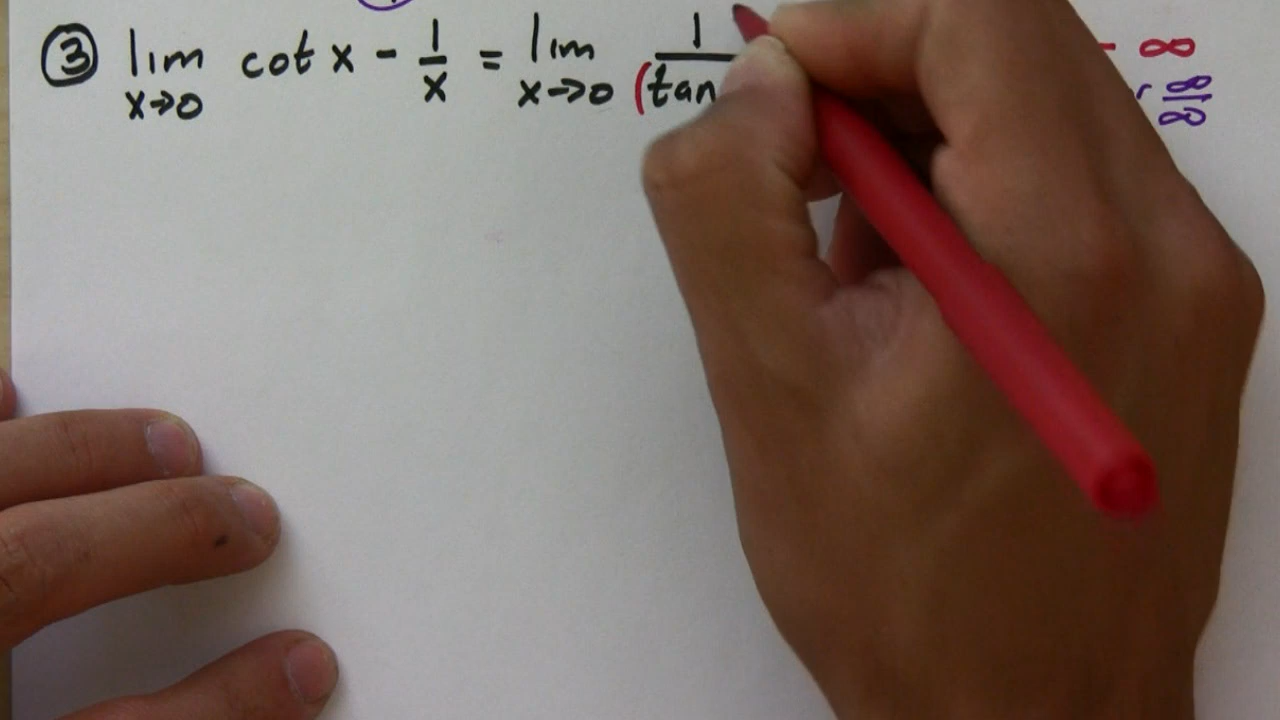 ③ lim x→0 cot x - 1/x = lim x→0 1/(tan - ∞
∞/∞